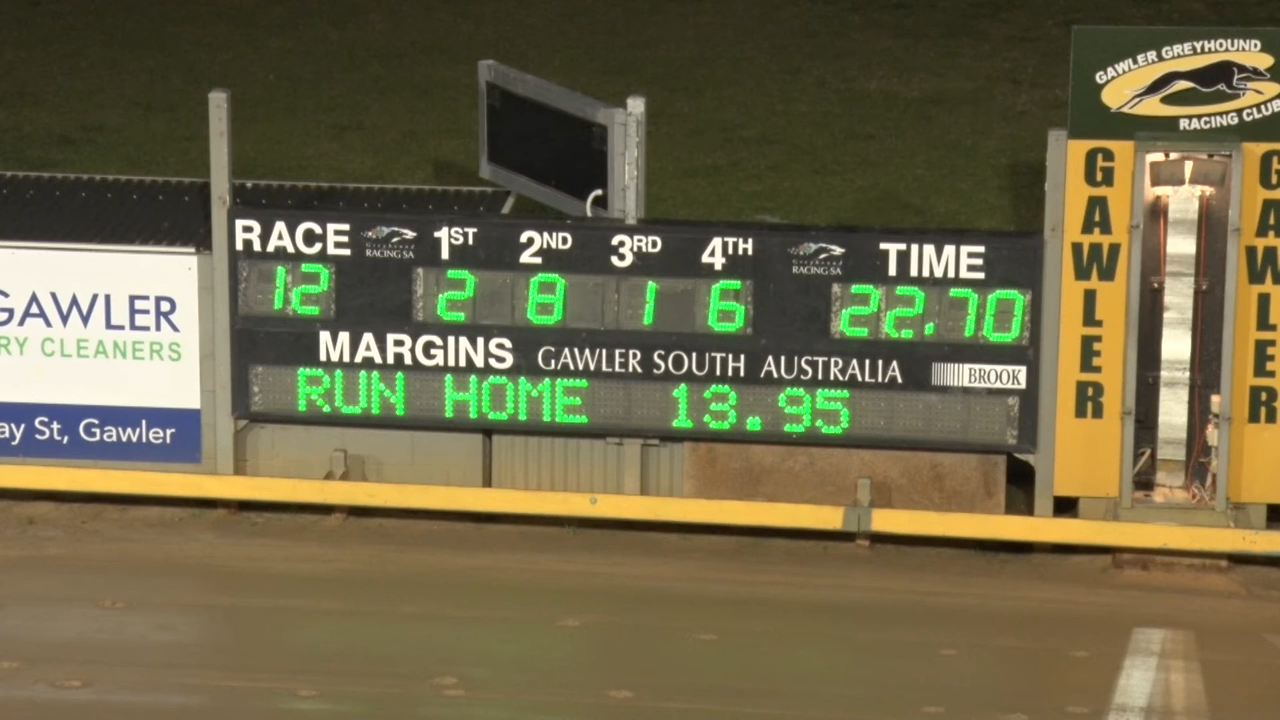 GAWLER GREYHOUND
RACING CLUB
GAWLER
GAWLER
RACE
Greyhound
RACING SA
1ST
2ND
3RD
4TH
Greyhound
RACING SA
TIME
12
2
8
1
6
22.70
MARGINS
GAWLER SOUTH AUSTRALIA
BROOK
RUN HOME 13.95
GAWLER
RY CLEANERS
ay St, Gawler